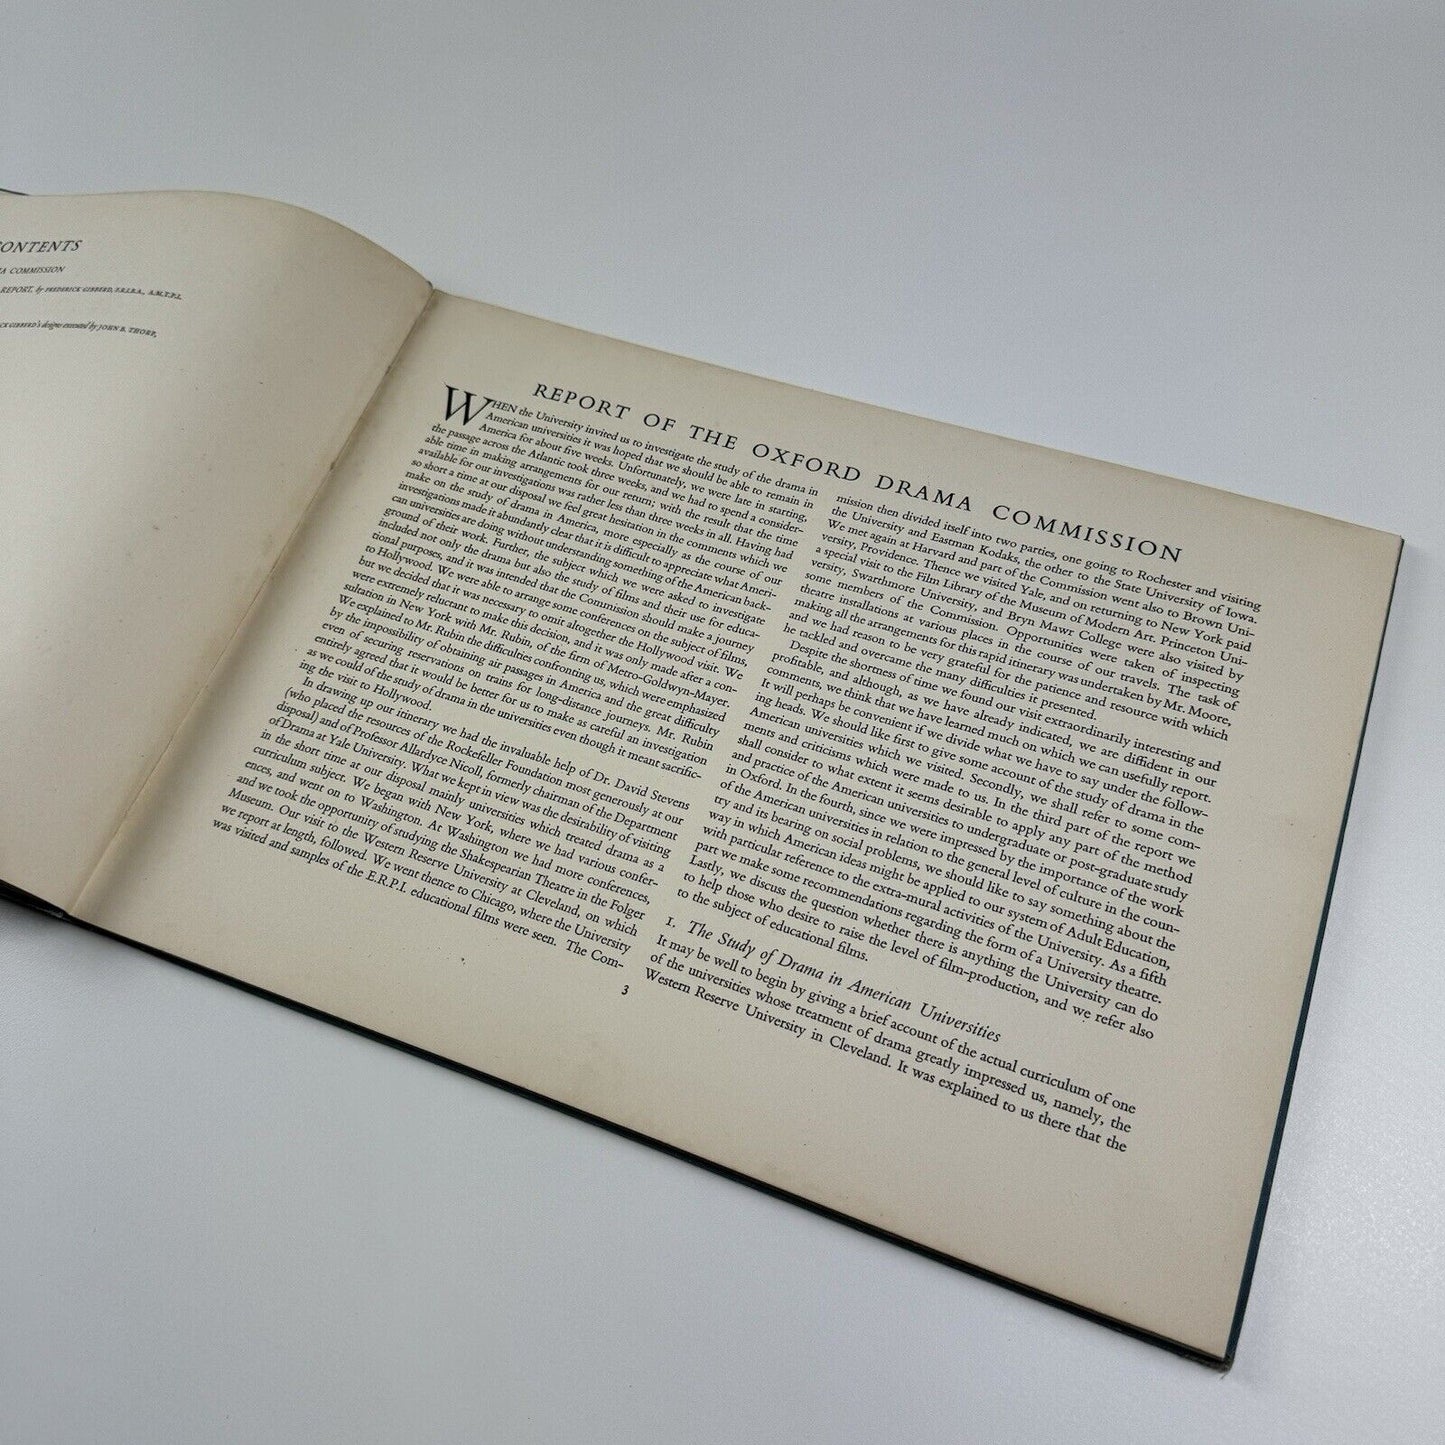 CONTENTS
COMMISSION
REPORT, by FREDERICK GIBBERD, F.R.I.B.A., A.M.T.P.I.
GIBBERD's designs executed by JOHN B. THORP,
REPORT OF THE OXFORD DRAMA COMMISSION
WHEN the University invited us to investigate the study of the drama in
American universities it was hoped that we should be able to remain in
America for about five weeks. Unfortunately, we were late in starting,
the passage across the Atlantic took three weeks, and we had to spend a consider-
able time in making arrangements for our return; with the result that the time
available for our investigations was rather less than three weeks in all. Having had
so short a time at our disposal we feel great hesitation in the comments which we
make on the study of drama in America, more especially as the course of our
investigations made it abundantly clear that it is difficult to appreciate what Ameri-
can universities are doing without understanding something of the American back-
ground of their work. Further, the subject which we were asked to investigate
included not only the drama but also the study of films and their use for educa-
tional purposes, and it was intended that the Commission should make a journey
to Hollywood. We were able to arrange some conferences on the subject of films,
but we decided that it was necessary to omit altogether the Hollywood visit. We
were extremely reluctant to make this decision, and it was only made after a con-
sultation in New York with Mr. Rubin, of the firm of Metro-Goldwyn-Mayer.
We explained to Mr. Rubin the difficulties confronting us, which were emphasized
by the impossibility of obtaining air passages in America and the great difficulty
even of securing reservations on trains for long-distance journeys. Mr. Rubin
entirely agreed that it would be better for us to make as careful an investigation
as we could of the study of drama in the universities even though it meant sacrific-
ing the visit to Hollywood.
In drawing up our itinerary we had the invaluable help of Dr. David Stevens
(who placed the resources of the Rockefeller Foundation most generously at our
disposal) and of Professor Allardyce Nicoll, formerly chairman of the Department
of Drama at Yale University. What we kept in view was the desirability of visiting
in the short time at our disposal mainly universities which treated drama as a
curriculum subject. We began with New York, where we had various confer-
ences, and went on to Washington. At Washington we had more conferences,
and we took the opportunity of studying the Shakespearian Theatre in the Folger
Museum. Our visit to the Western Reserve University at Cleveland, on which
we report at length, followed. We went thence to Chicago, where the University
was visited and samples of the E.R.P.I. educational films were seen. The Com-
mission then divided itself into two parties, one going to Rochester and visiting
the University and Eastman Kodaks, the other to the State University of Iowa.
We met again at Harvard and part of the Commission went also to Brown Uni-
versity, Providence. Thence we visited Yale, and on returning to New York paid
a special visit to the Film Library of the Museum of Modern Art. Princeton Uni-
versity, Swarthmore University, and Bryn Mawr College were also visited by
some members of the Commission. Opportunities were taken of inspecting
theatre installations at various places in the course of our travels. The task of
making all the arrangements for this rapid itinerary was undertaken by Mr. Moore,
and we had reason to be very grateful for the patience and resource with which
he tackled and overcame the many difficulties it presented.
Despite the shortness of time we found our visit extraordinarily interesting and
profitable, and although, as we have already indicated, we are diffident in our
comments, we think that we have learned much on which we can usefully report.
It will perhaps be convenient if we divide what we have to say under the follow-
ing heads. We should like first to give some account of the study of drama in the
American universities which we visited. Secondly, we shall refer to some com-
ments and criticisms which were made to us. In the third part of the report we
shall consider to what extent it seems desirable to apply any part of the method
and practice of the American universities to undergraduate or post-graduate study
in Oxford. In the fourth, since we were impressed by the importance of the work
of the American universities in relation to the general level of culture in the coun-
try and its bearing on social problems, we should like to say something about the
way in which American ideas might be applied to our system of Adult Education,
with particular reference to the extra-mural activities of the University. As a fifth
part we make some recommendations regarding the form of a University theatre.
Lastly, we discuss the question whether there is anything the University can do
to help those who desire to raise the level of film-production, and we refer also
to the subject of educational films.
1. The Study of Drama in American Universities
It may be well to begin by giving a brief account of the actual curriculum of one
of the universities whose treatment of drama greatly impressed us, namely, the
Western Reserve University in Cleveland. It was explained to us there that the
3